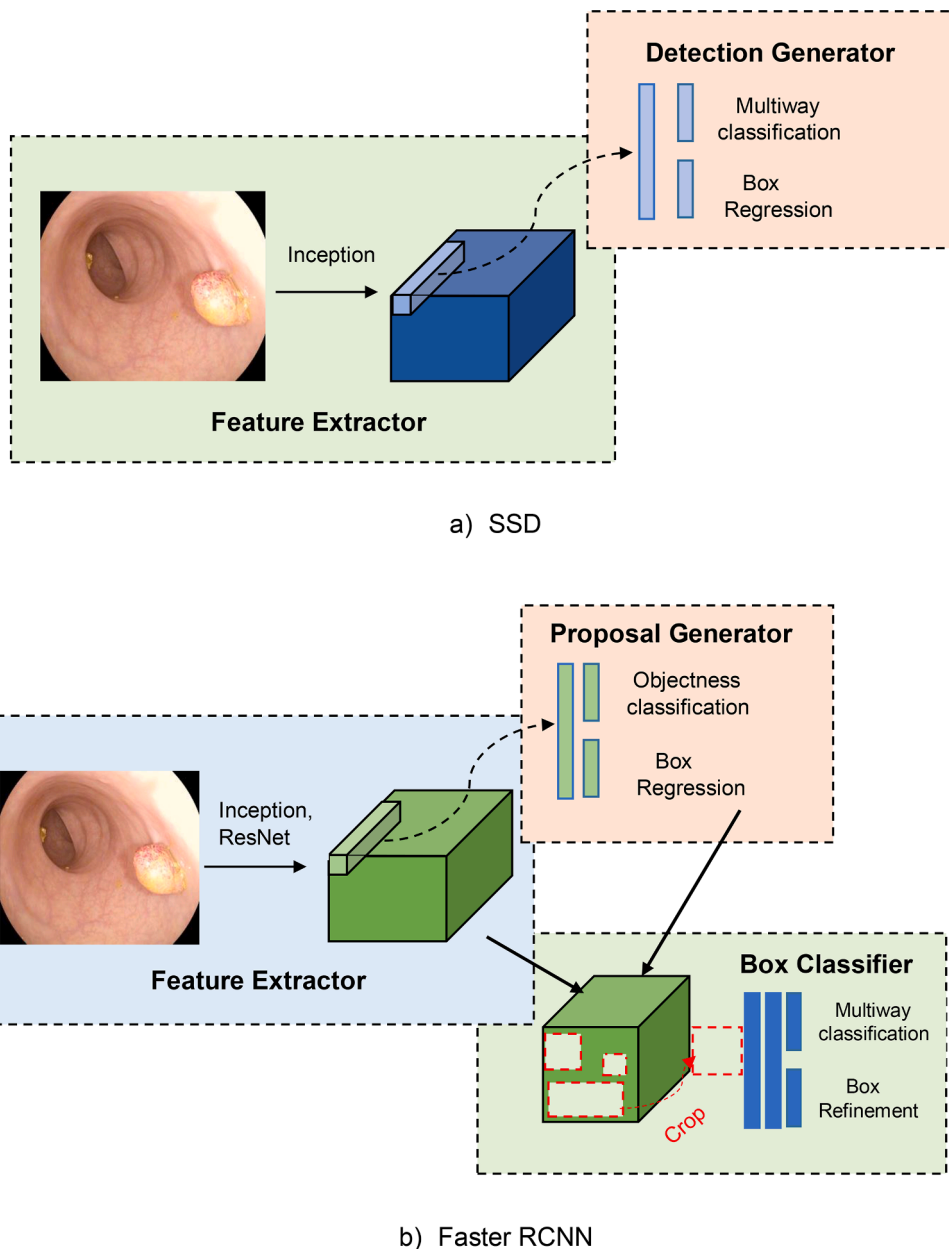 Detection Generator
Multiway
classification
Box
Regression
Inception
Feature Extractor
a) SSD
Proposal Generator
Objectness
classification
Box
Regression
Inception,
ResNet
Feature Extractor
Box Classifier
Multiway
classification
Box
Refinement
Crop
b) Faster RCNN